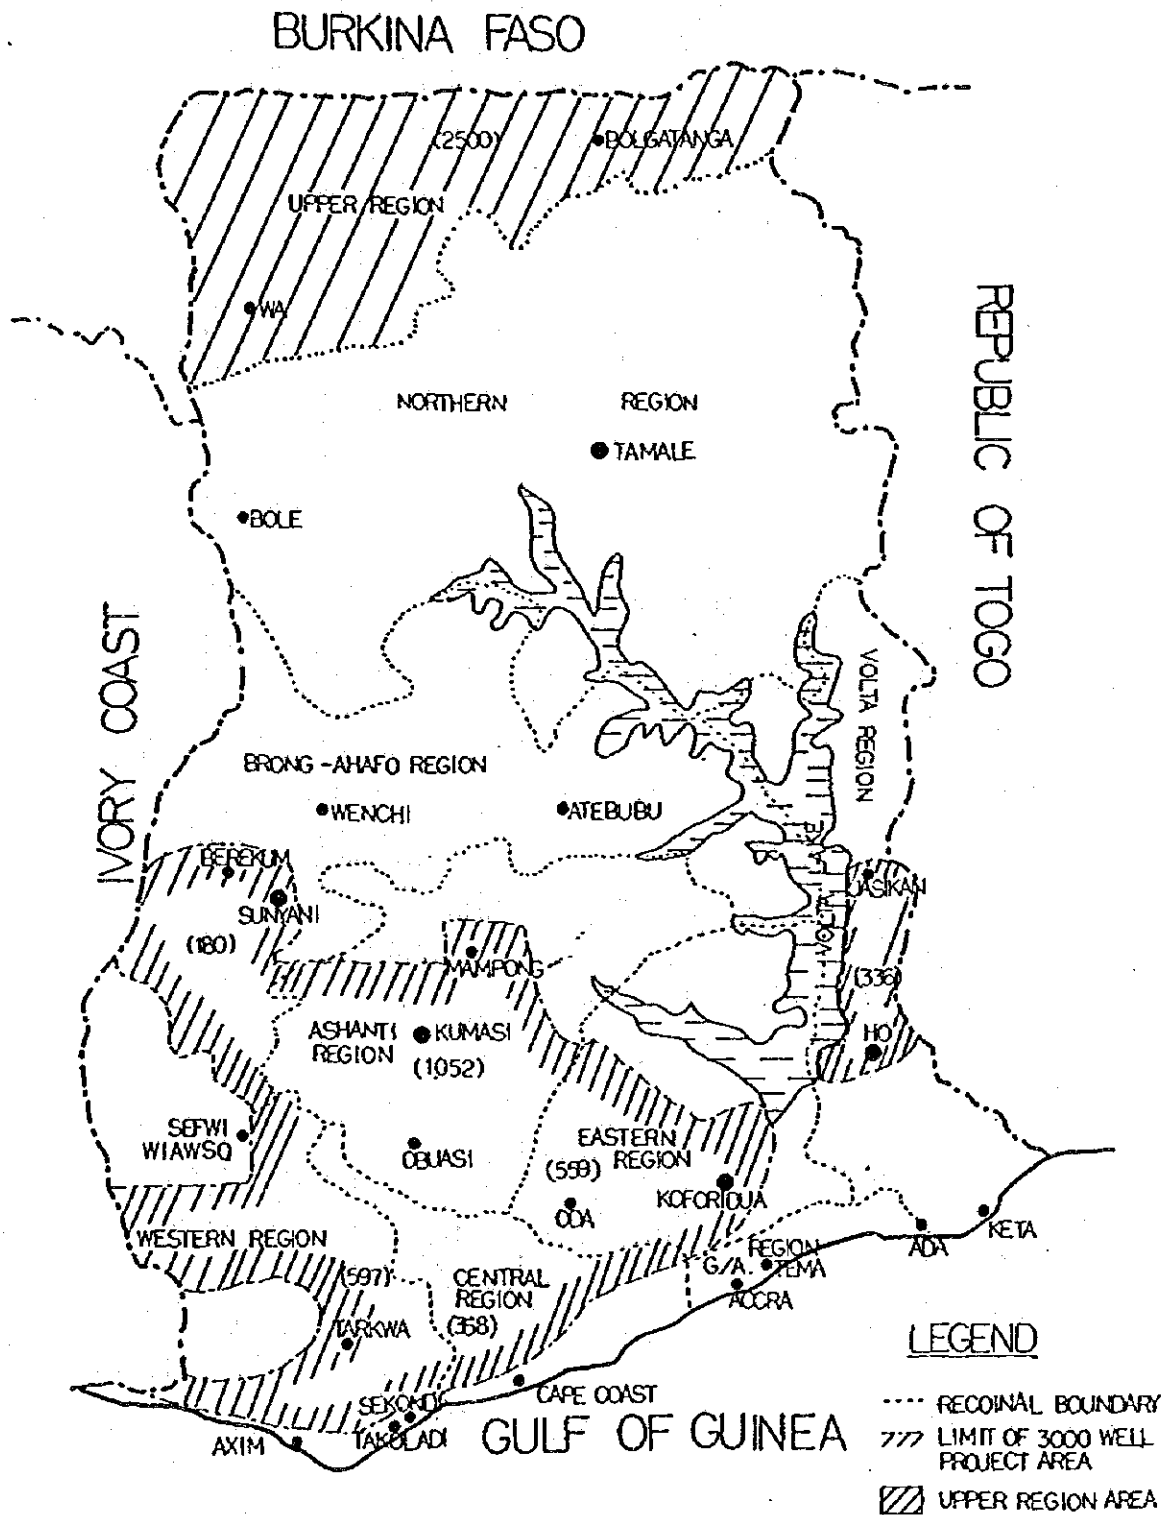 BURKINA FASO
(2500)
BOLGATANGA
UPPER REGION
WA
REPUBLIC OF TOGO
NORTHERN REGION
TAMALE
BOLE
IVORY COAST
VOLTA REGION
BRONG-AHAFO REGION
WENCHI
ATEBUBU
BEREKUM
SUNYANI
(180)
JASIKAN
MAMPONG
(336)
ASHANTI
REGION
KUMASI
(1052)
HO
SEFWI
WIAWSO
OBUASI
EASTERN
REGION
(559)
KOFORIDUA
ODA
WESTERN REGION
ADA
KETA
REGION
G/A.
TEMA
ACCRA
(597)
CENTRAL
REGION
(368)
TARKWA
LEGEND
CAPE COAST
SEKONDI
TAKOLADI
AXIM
GULF OF GUINEA
RECOINAL BOUNDARY
LIMIT OF 3000 WELL
PROJECT AREA
UPPER REGION AREA